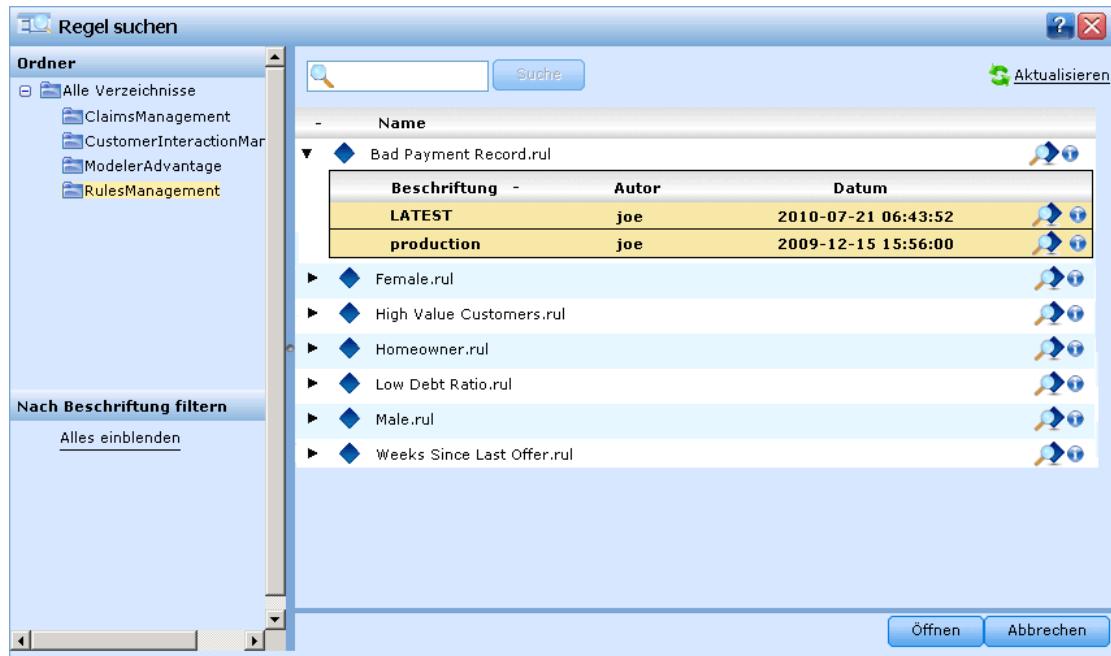 Regel suchen
Ordner
Alle Verzeichnisse
ClaimsManagement
CustomerInteractionMar
ModelerAdvantage
RulesManagement
Nach Beschriftung filtern
Alles einblenden
Suche
Aktualisieren
- Name
Bad Payment Record.rul
Beschriftung - Autor Datum
LATEST joe 2010-07-21 06:43:52
production joe 2009-12-15 15:56:00
Female.rul
High Value Customers.rul
Homeowner.rul
Low Debt Ratio.rul
Male.rul
Weeks Since Last Offer.rul
Öffnen Abbrechen